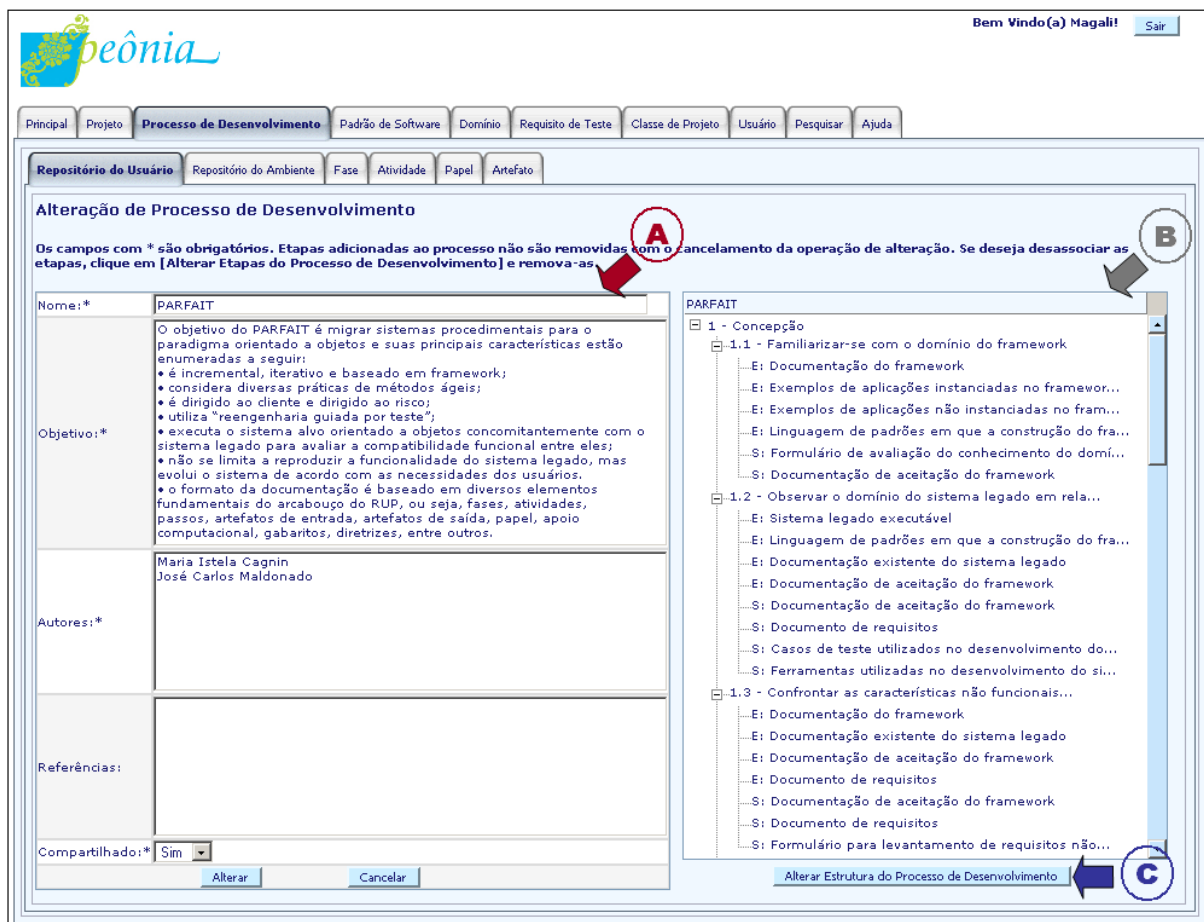 Bem Vindo(a) Magali!
Sair
peônia
Principal
Projeto
Processo de Desenvolvimento
Padrão de Software
Domínio
Requisito de Teste
Classe de Projeto
Usuário
Pesquisar
Ajuda
Repositório do Usuário
Repositório do Ambiente
Fase
Atividade
Papel
Artefato
Alteração de Processo de Desenvolvimento
Os campos com * são obrigatórios. Etapas adicionadas ao processo não são removidas com o cancelamento da operação de alteração. Se deseja desassociar as
etapas, clique em [Alterar Etapas do Processo de Desenvolvimento] e remova-as.
A
B
Nome:*
PARFAIT
Objetivo:*
O objetivo do PARFAIT é migrar sistemas procedimentais para o
paradigma orientado a objetos e suas principais características estão
enumeradas a seguir:
• é incremental, iterativo e baseado em framework;
• considera diversas práticas de métodos ágeis;
• é dirigido ao cliente e dirigido ao risco;
• utiliza “reengenharia guiada por teste”;
• executa o sistema alvo orientado a objetos concomitantemente com o
sistema legado para avaliar a compatibilidade funcional entre eles;
• não se limita a reproduzir a funcionalidade do sistema legado, mas
evolui o sistema de acordo com as necessidades dos usuários.
• o formato da documentação é baseado em diversos elementos
fundamentais do arcabouço do RUP, ou seja, fases, atividades,
passos, artefatos de entrada, artefatos de saída, papel, apoio
computacional, gabaritos, diretrizes, entre outros.
Autores:*
Maria Istela Cagnin
José Carlos Maldonado
Referências:
Compartilhado:*
Sim
Alterar
Cancelar
PARFAIT
1 - Concepção
1.1 - Familiarizar-se com o domínio do framework
E: Documentação do framework
E: Exemplos de aplicações instanciadas no framewor...
E: Exemplos de aplicações não instanciadas no fram...
E: Linguagem de padrões em que a construção do fra...
S: Formulário de avaliação do conhecimento do domí...
S: Documentação de aceitação do framework
1.2 - Observar o domínio do sistema legado em rela...
E: Sistema legado executável
E: Linguagem de padrões em que a construção do fra...
E: Documentação existente do sistema legado
E: Documentação de aceitação do framework
S: Documentação de aceitação do framework
S: Documento de requisitos
S: Casos de teste utilizados no desenvolvimento do...
S: Ferramentas utilizadas no desenvolvimento do si...
1.3 - Confrontar as características não funcionais...
E: Documentação do framework
E: Documentação existente do sistema legado
E: Documentação de aceitação do framework
E: Documento de requisitos
S: Documentação de aceitação do framework
S: Documento de requisitos
S: Formulário para levantamento de requisitos não...
Alterar Estrutura do Processo de Desenvolvimento
C